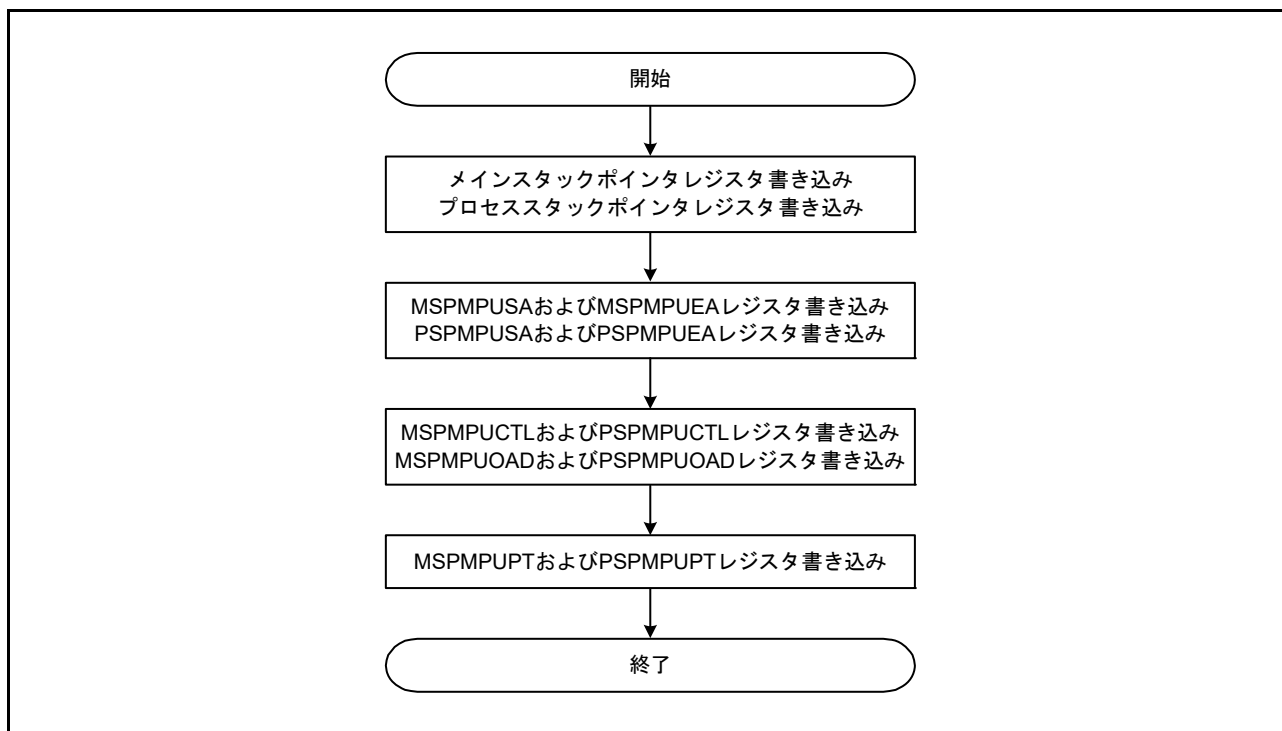 開始
メインスタックポインタレジスタ書き込み
プロセススタックポインタレジスタ書き込み
MSPMPUSAおよびMSPMPUEAレジスタ書き込み
PSPMPUSAおよびPSPMPUEAレジスタ書き込み
MSPMPUCTLおよびPSPMPUCTLレジスタ書き込み
MSPMPUOADおよびPSPMPUOADレジスタ書き込み
MSPMPUPTおよびPSPMPUPTレジスタ書き込み
終了